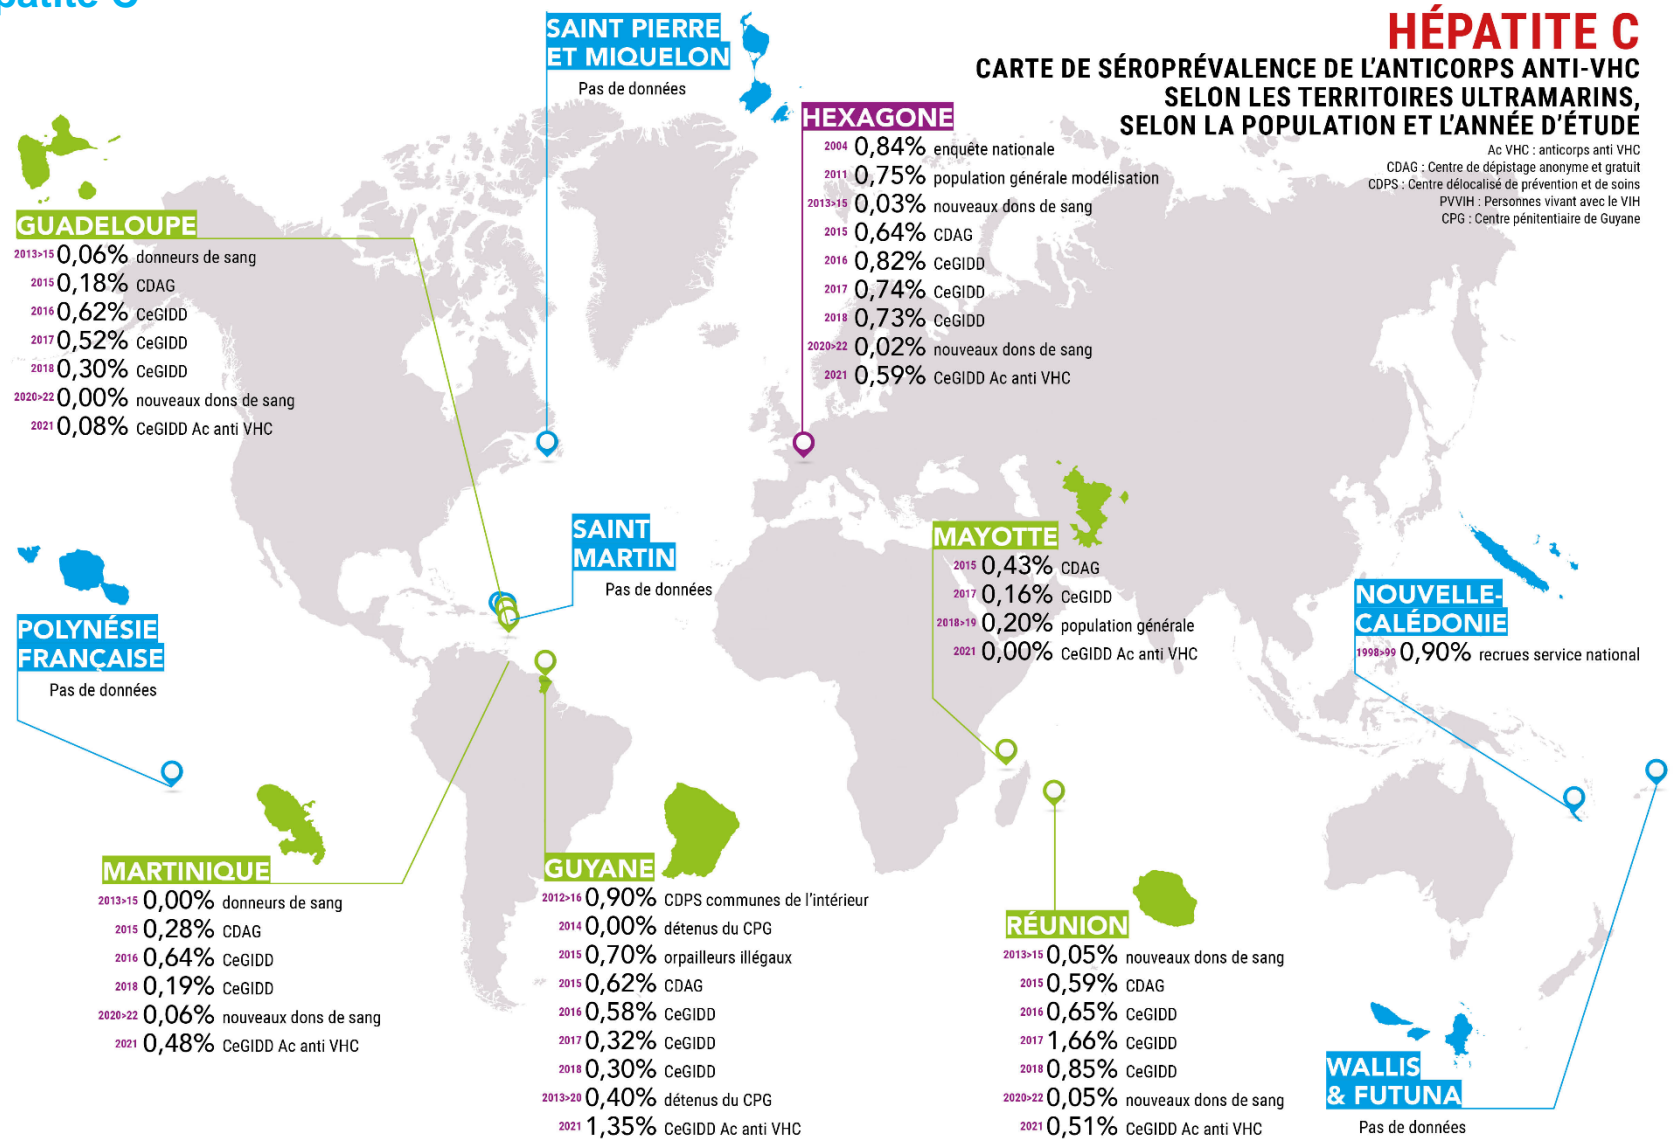 patite C
HÉPATITE C
CARTE DE SÉROPRÉVALENCE DE L'ANTICORPS ANTI-VHC
SELON LES TERRITOIRES ULTRAMARINS,
SELON LA POPULATION ET L'ANNÉE D'ÉTUDE
Ac VHC : anticorps anti VHC
CDAG : Centre de dépistage anonyme et gratuit
CDPS : Centre délocalisé de prévention et de soins
PVVIH : Personnes vivant avec le VIH
CPG : Centre pénitentiaire de Guyane
SAINT PIERRE
ET MIQUELON
Pas de données
HEXAGONE
2004 0,84% enquête nationale
2011 0,75% population générale modélisation
2013>15 0,03% nouveaux dons de sang
2015 0,64% CDAG
2016 0,82% CeGIDD
2017 0,74% CeGIDD
2018 0,73% CeGIDD
2020>22 0,02% nouveaux dons de sang
2021 0,59% CeGIDD Ac anti VHC
GUADELOUPE
2013>15 0,06% donneurs de sang
2015 0,18% CDAG
2016 0,62% CeGIDD
2017 0,52% CeGIDD
2018 0,30% CeGIDD
2020>22 0,00% nouveaux dons de sang
2021 0,08% CeGIDD Ac anti VHC
SAINT
MARTIN
Pas de données
MAYOTTE
2015 0,43% CDAG
2017 0,16% CeGIDD
2018>19 0,20% population générale
2021 0,00% CeGIDD Ac anti VHC
NOUVELLE-
CALÉDONIE
1998>99 0,90% recrues service national
POLYNÉSIE
FRANÇAISE
Pas de données
MARTINIQUE
2013>15 0,00% donneurs de sang
2015 0,28% CDAG
2016 0,64% CeGIDD
2018 0,19% CeGIDD
2020>22 0,06% nouveaux dons de sang
2021 0,48% CeGIDD Ac anti VHC
GUYANE
2012>16 0,90% CDPS communes de l'intérieur
2014 0,00% détenus du CPG
2015 0,70% orpailleurs illégaux
2015 0,62% CDAG
2016 0,58% CeGIDD
2017 0,32% CeGIDD
2018 0,30% CeGIDD
2013>20 0,40% détenus du CPG
2021 1,35% CeGIDD Ac anti VHC
RÉUNION
2013>15 0,05% nouveaux dons de sang
2015 0,59% CDAG
2016 0,65% CeGIDD
2017 1,66% CeGIDD
2018 0,85% CeGIDD
2020>22 0,05% nouveaux dons de sang
2021 0,51% CeGIDD Ac anti VHC
WALLIS
& FUTUNA
Pas de données